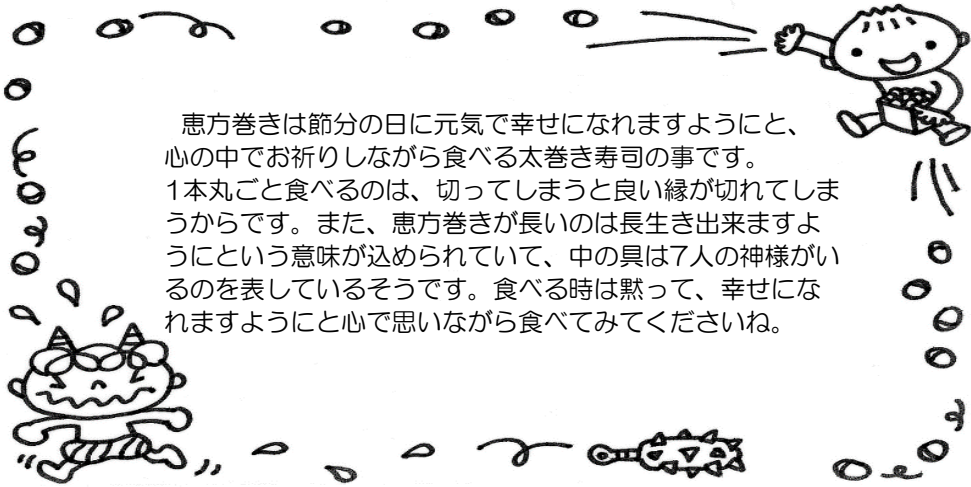 恵方巻きは節分の日に元気で幸せになれますようにと、
心の中でお祈りしながら食べる太巻き寿司の事です。
1本丸ごと食べるのは、切ってしまうと良い縁が切れてしま
うからです。また、恵方巻きが長いのは長生き出来ますよ
うにという意味が込められていて、中の具は7人の神様がい
るのを表しているそうです。食べる時は黙って、幸せにな
れますようにと心で思いながら食べてみてくださいね。